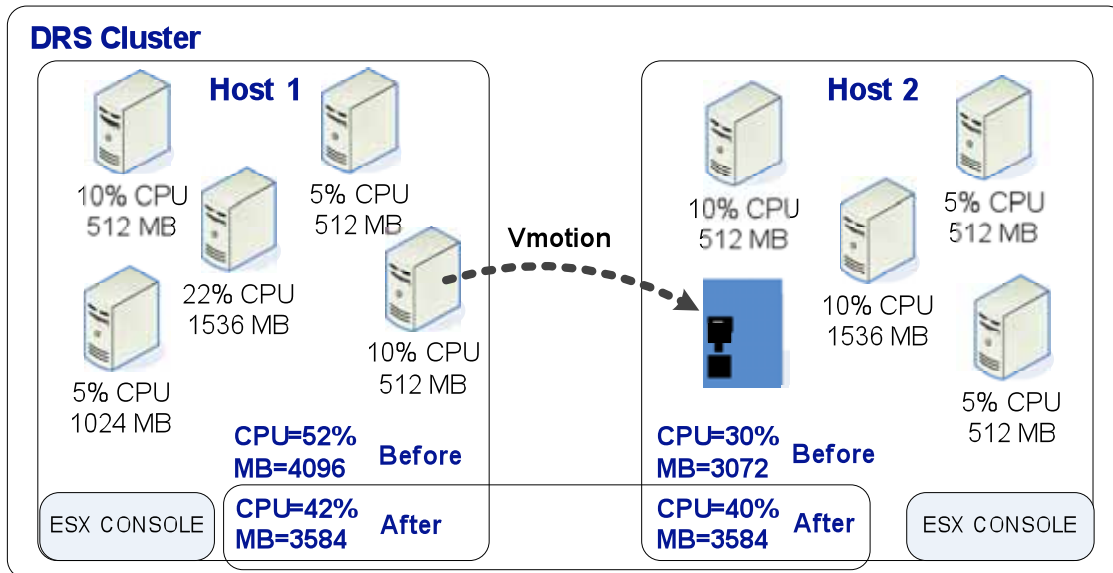 DRS Cluster
Host 1
10% CPU
512 MB
5% CPU
512 MB
22% CPU
1536 MB
10% CPU
512 MB
5% CPU
1024 MB
CPU=52%
MB=4096
Before
CPU=42%
MB=3584
After
ESX CONSOLE
Vmotion
Host 2
10% CPU
512 MB
5% CPU
512 MB
10% CPU
1536 MB
5% CPU
512 MB
CPU=30%
MB=3072
Before
CPU=40%
MB=3584
After
ESX CONSOLE